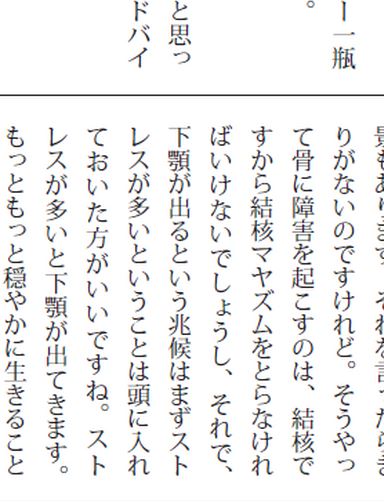 ー一瓶
。
と思っ
ドバイ
景もあります。それを言ったらき
りがないのですけれど。そうやっ
て骨に障害を起こすのは、結核で
すから結核マヤズムをとらなけれ
ばいけないでしょうし、それで、
下顎が出るという兆候はまずスト
レスが多いということは頭に入れ
ておいた方がいいですね。スト
レスが多いと下顎が出てきます。
もっともっと穏やかに生きること